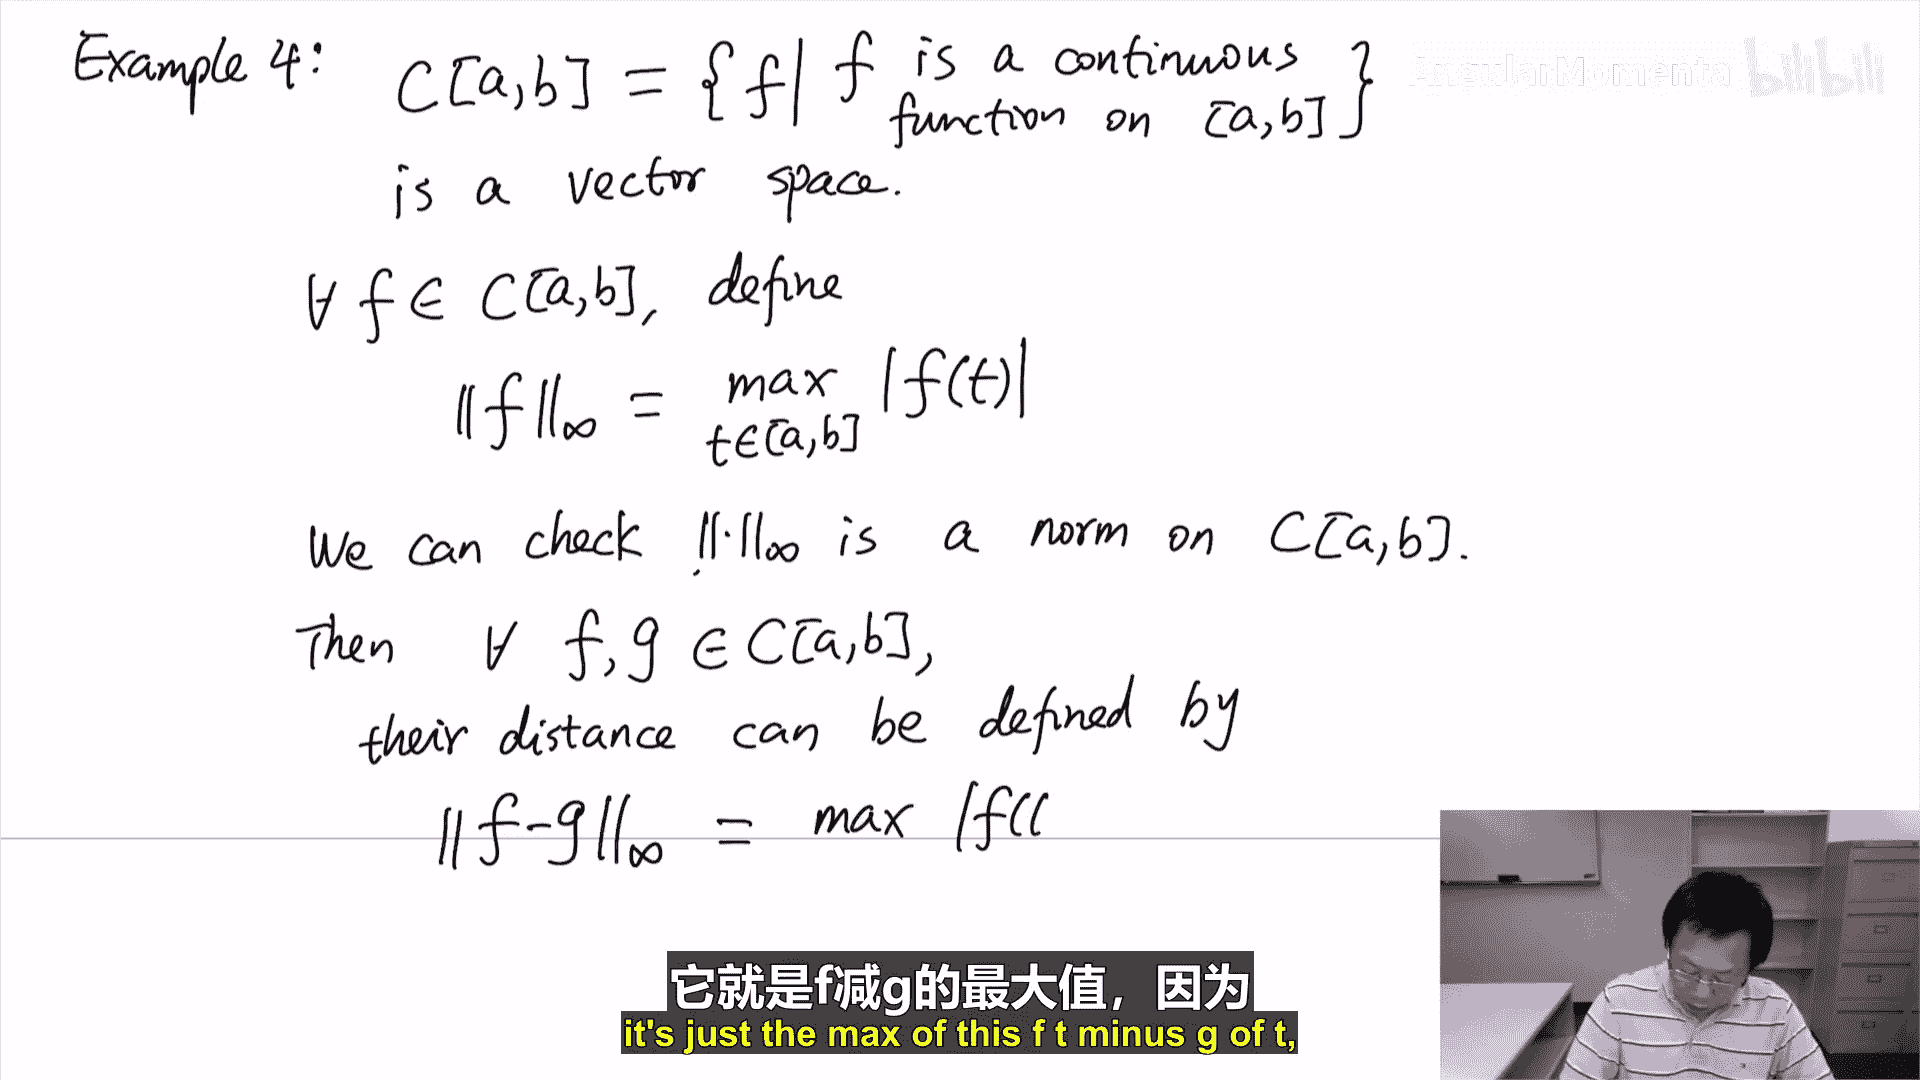 Example 4: C[a,b] = {f| f is a continuous
function on [a,b]}
is a vector space.
∀ f ∈ C[a,b], define
‖f‖∞ = max |f(t)|
t∈[a,b]
We can check ‖·‖∞ is a norm on C[a,b].
Then ∀ f,g ∈ C[a,b],
their distance can be defined by
‖f-g‖∞ = max |f((
AngularMomenta bilibili
它就是f减g的最大值，因为
it's just the max of this f t minus g of t,